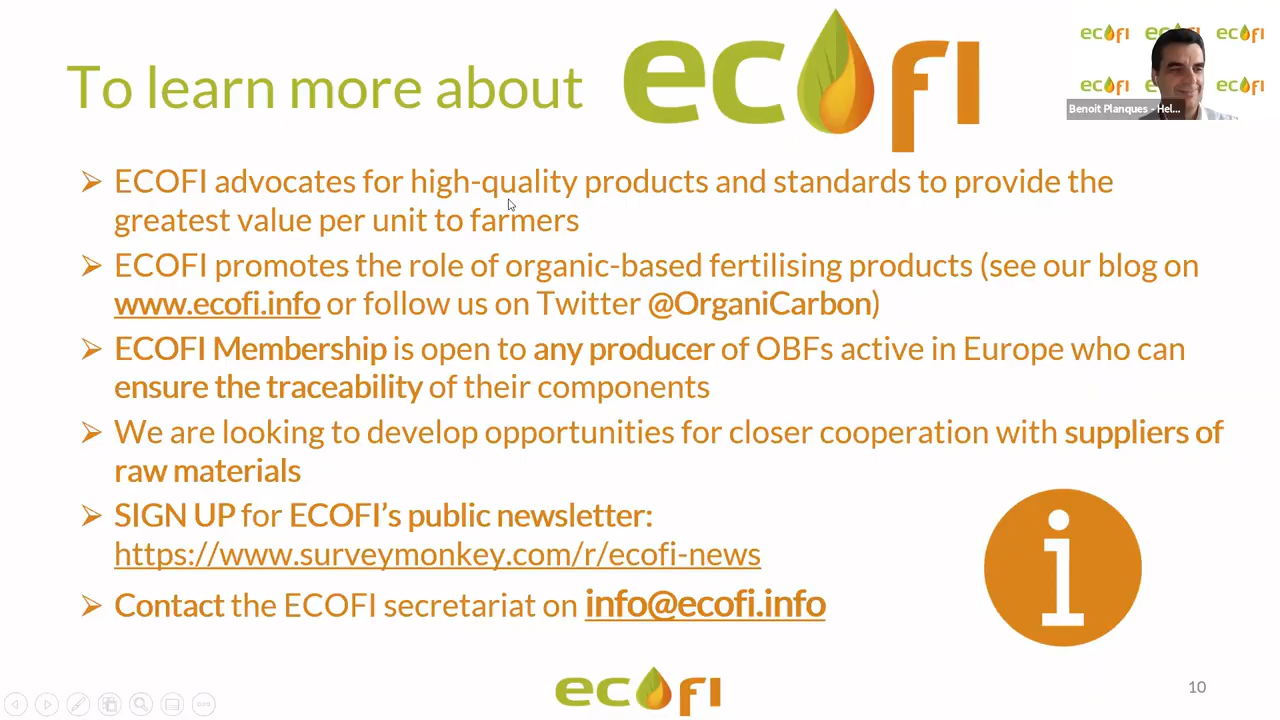 To learn more about
ecofi
ecofi ecofi ecofi
ecofi ecofi
Benoit Planques - Hel...
ECOFI advocates for high-quality products and standards to provide the
greatest value per unit to farmers
ECOFI promotes the role of organic-based fertilising products (see our blog on
www.ecofi.info or follow us on Twitter @OrganiCarbon)
ECOFI Membership is open to any producer of OBFs active in Europe who can
ensure the traceability of their components
We are looking to develop opportunities for closer cooperation with suppliers of
raw materials
SIGN UP for ECOFI's public newsletter:
https://www.surveymonkey.com/r/ecofi-news
Contact the ECOFI secretariat on info@ecofi.info
i
ecofi
10